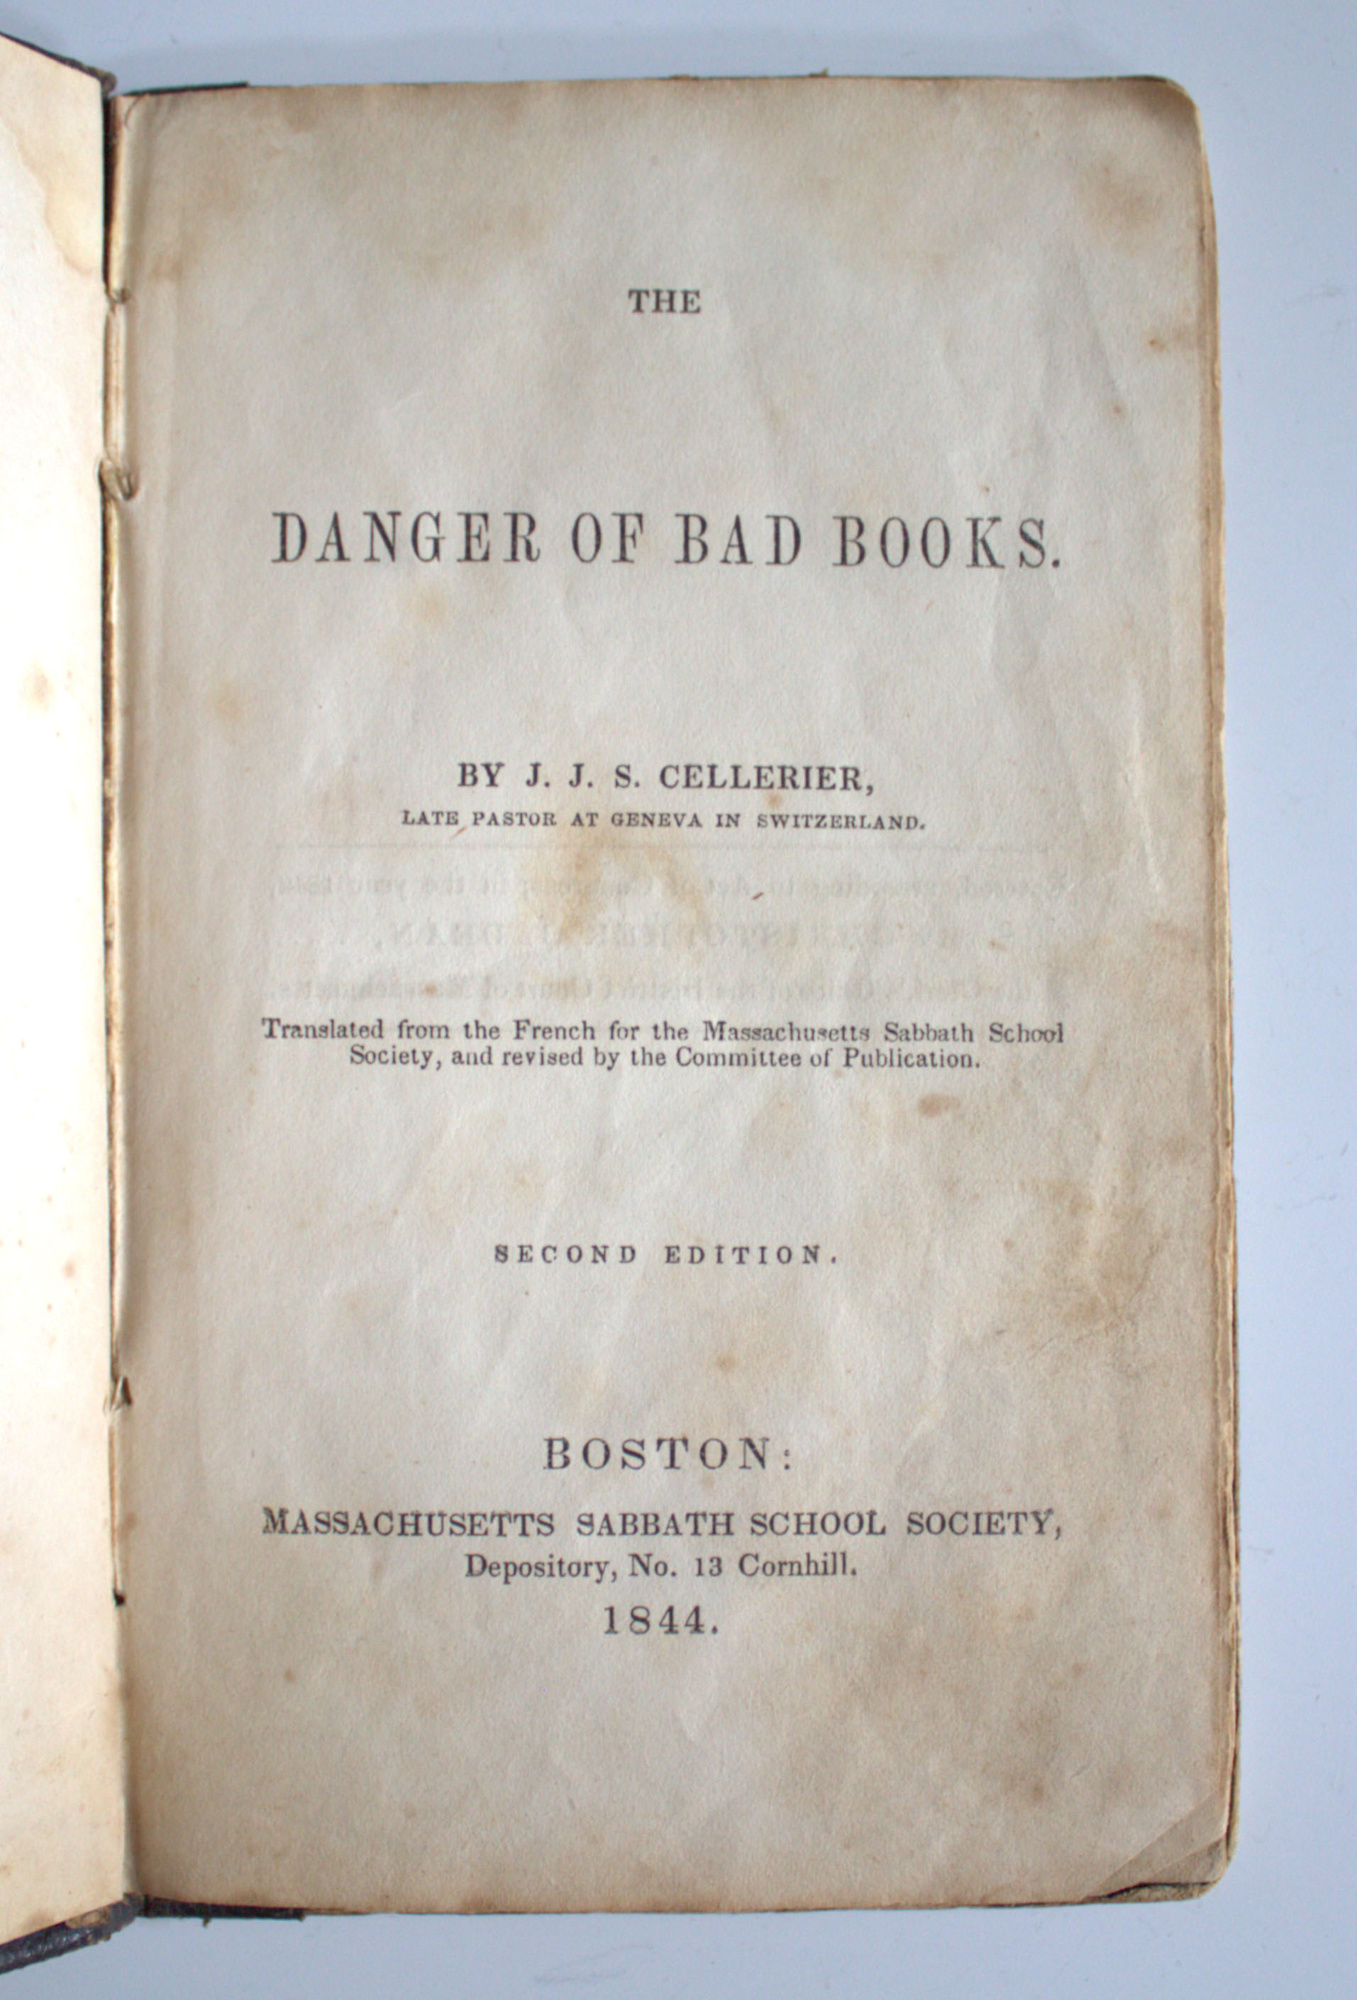 THE
DANGER OF BAD BOOKS.
BY J. J. S. CELLERIER,
LATE PASTOR AT GENEVA IN SWITZERLAND.
Translated from the French for the Massachusetts Sabbath School
Society, and revised by the Committee of Publication.
SECOND EDITION.
BOSTON:
MASSACHUSETTS SABBATH SCHOOL SOCIETY,
Depository, No. 13 Cornhill.
1844.